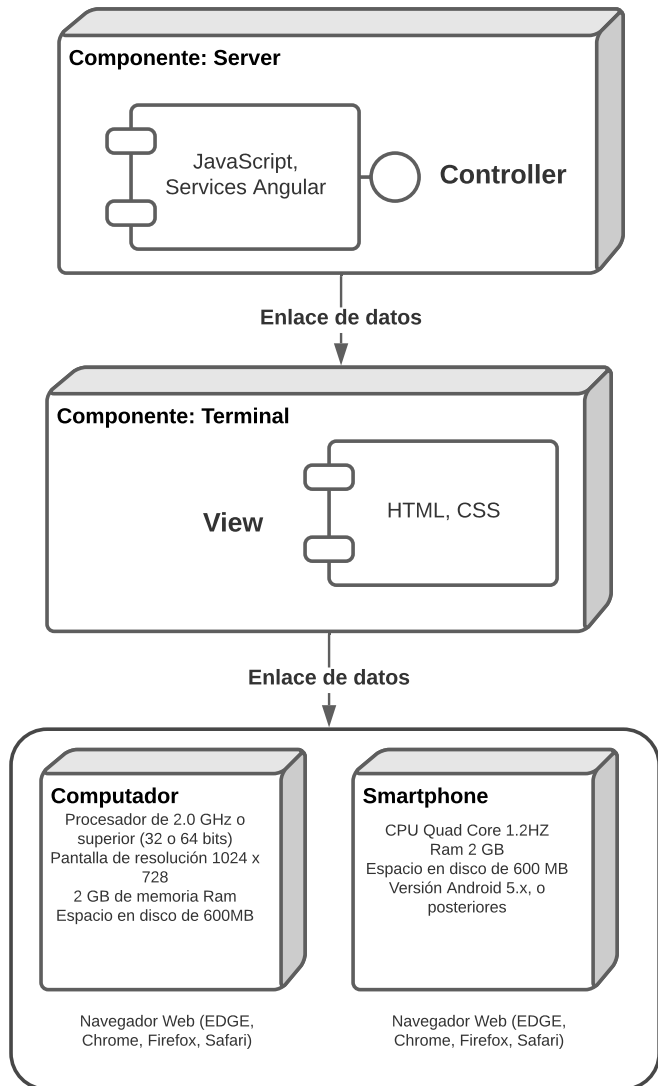 Componente: Server
JavaScript,
Services Angular
Controller
Enlace de datos
Componente: Terminal
View
HTML, CSS
Enlace de datos
Computador
Procesador de 2.0 GHz o
superior (32 o 64 bits)
Pantalla de resolución 1024 x
728
2 GB de memoria Ram
Espacio en disco de 600MB
Smartphone
CPU Quad Core 1.2HZ
Ram 2 GB
Espacio en disco de 600 MB
Versión Android 5.x, o
posteriores
Navegador Web (EDGE,
Chrome, Firefox, Safari)
Navegador Web (EDGE,
Chrome, Firefox, Safari)